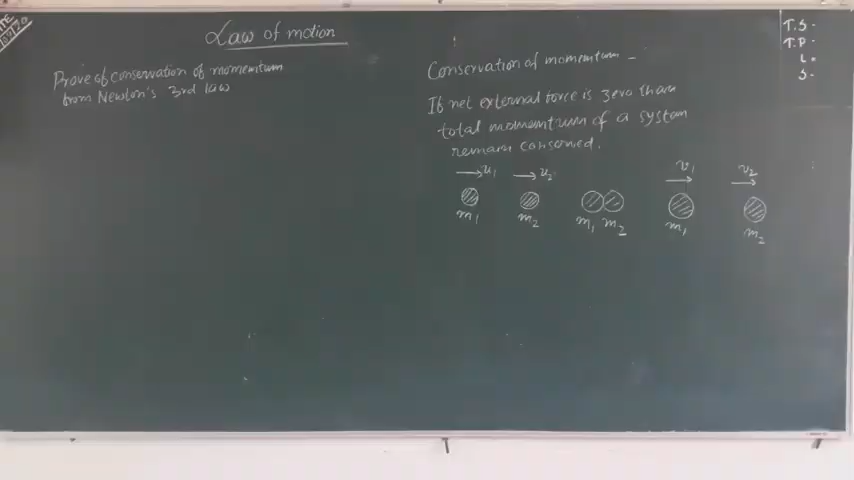 Law of motion
Prove of conservation of momentum
from Newton's 3rd law
Conservation of momentum -
If net external force is zero than
total momentum of a system
remain conserved.
u₁ u₂ v₁ v₂
m₁ m₂ m₁ m₂ m₁ m₂
T.S -
T.P -
L -
S -